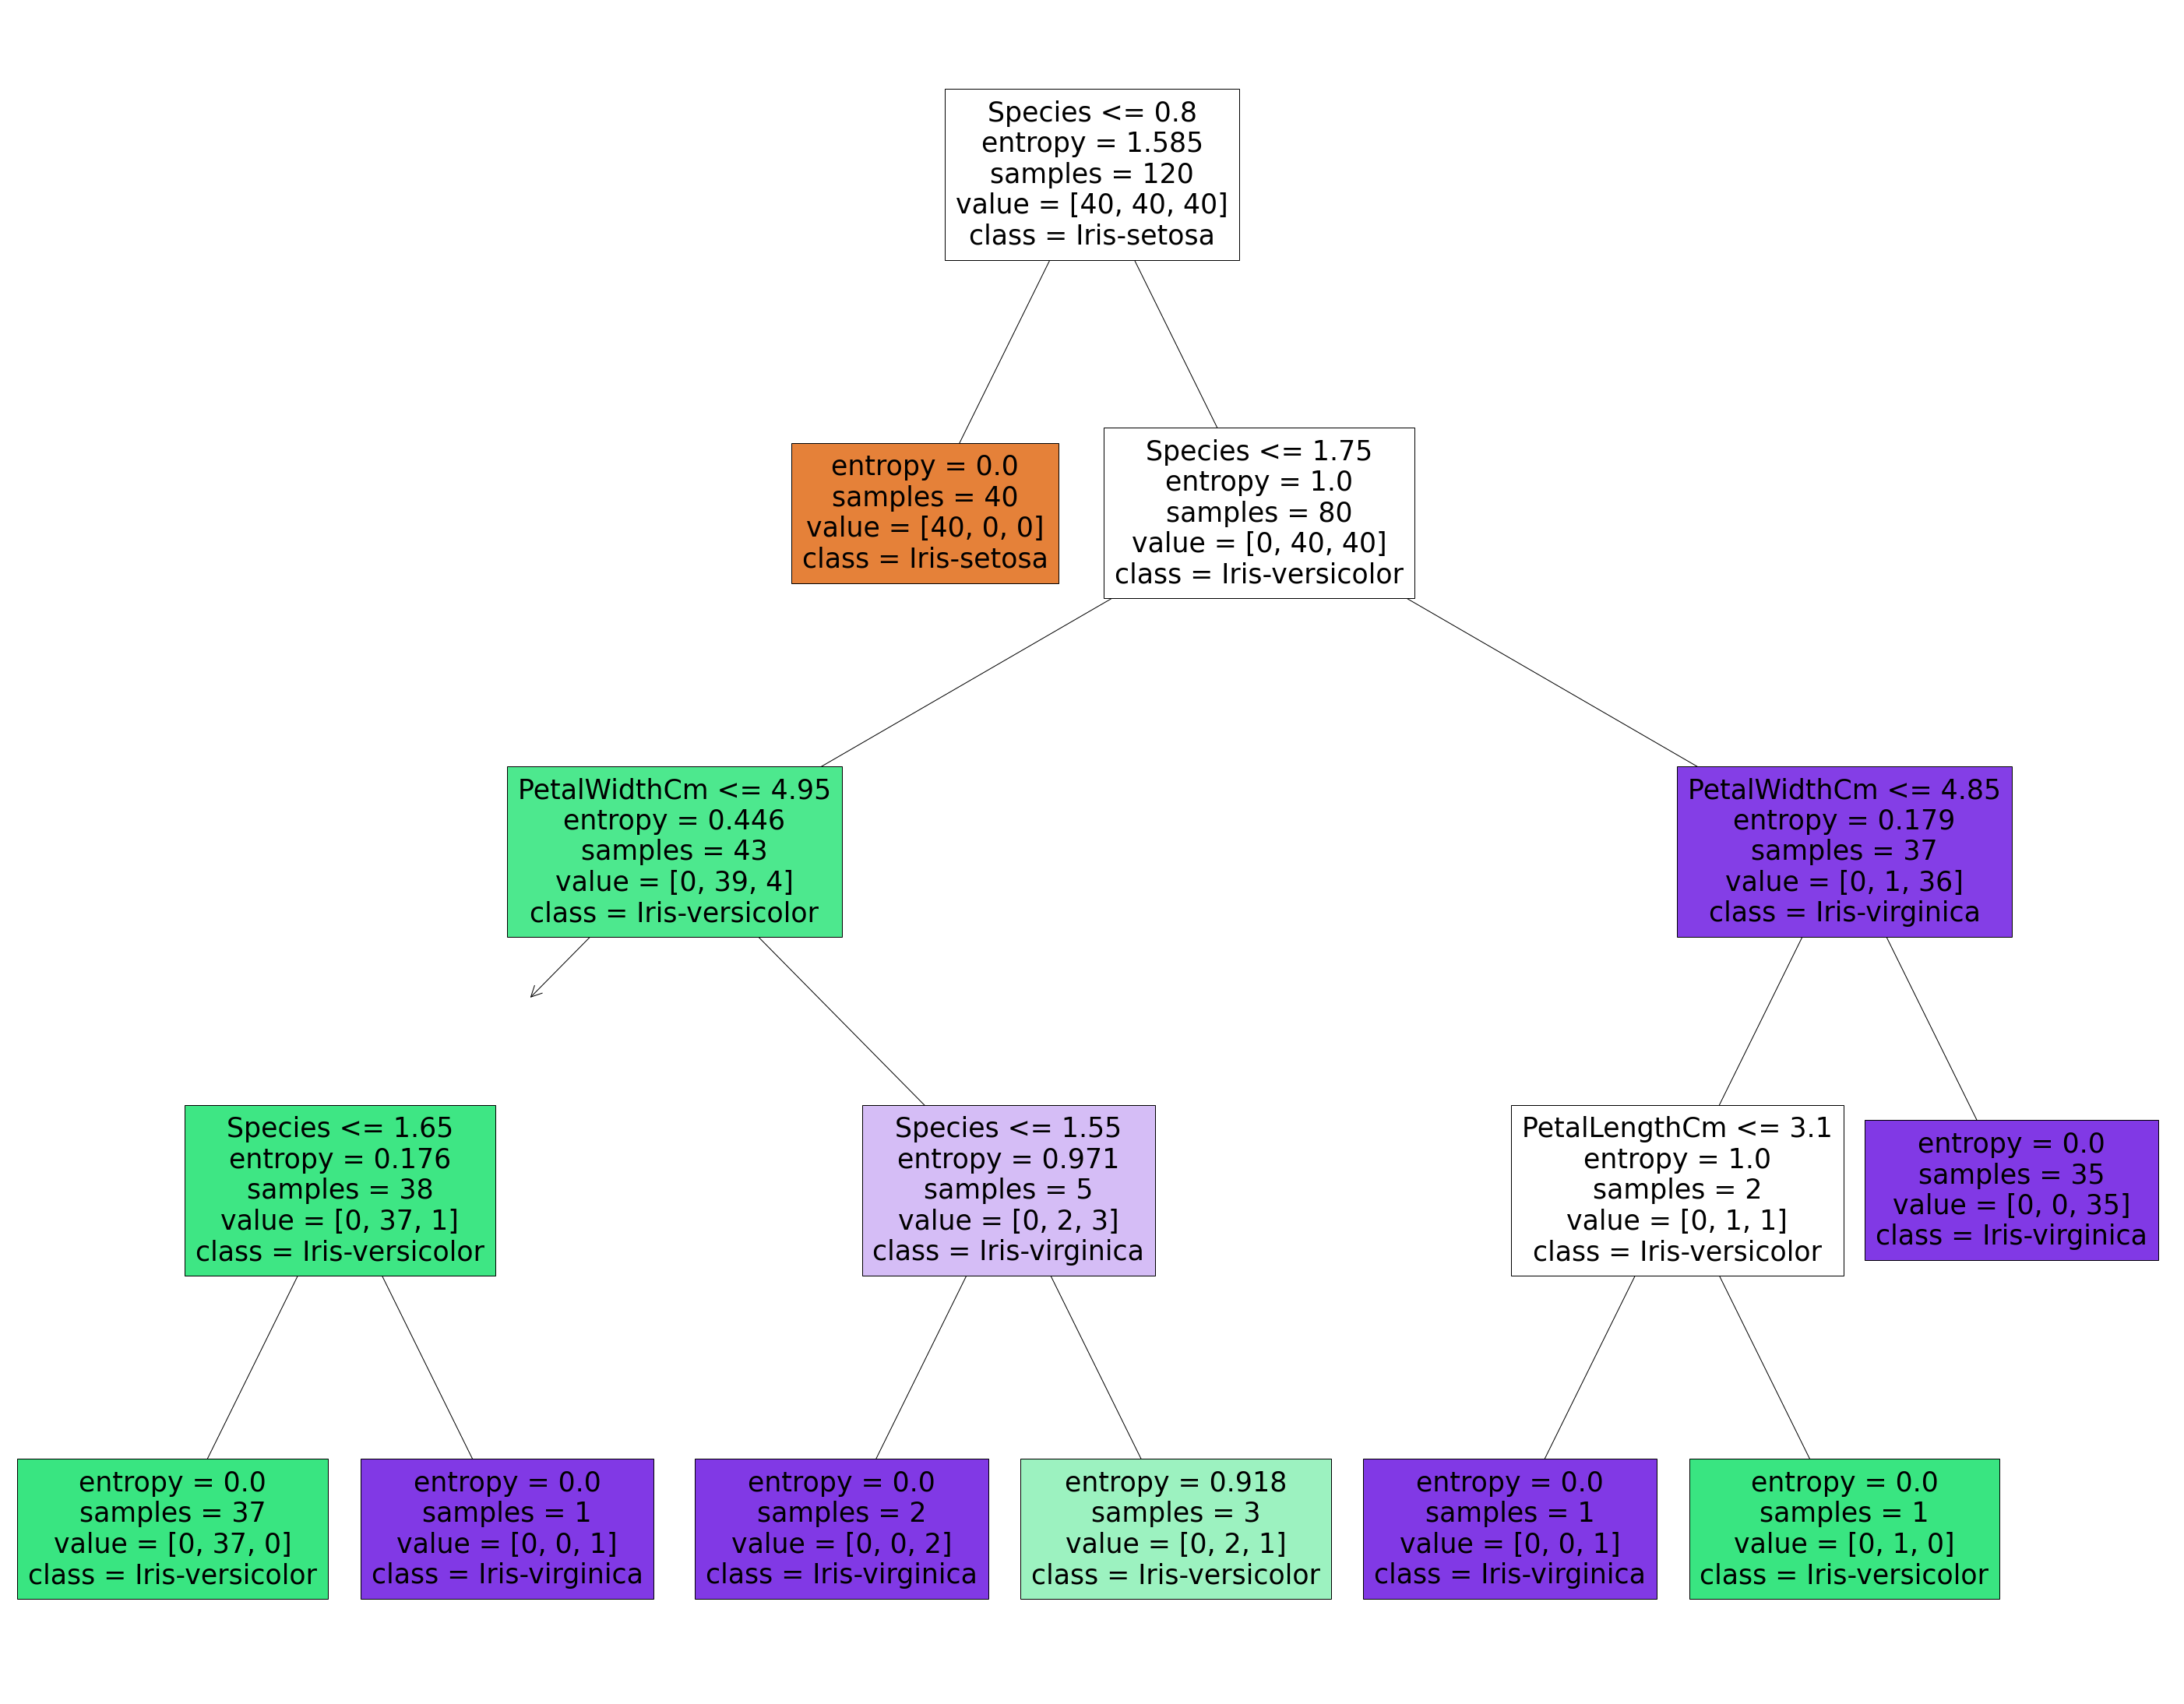 Species <= 0.8
entropy = 1.585
samples = 120
value = [40, 40, 40]
class = Iris-setosa
entropy = 0.0
samples = 40
value = [40, 0, 0]
class = Iris-setosa
Species <= 1.75
entropy = 1.0
samples = 80
value = [0, 40, 40]
class = Iris-versicolor
PetalWidthCm <= 4.95
entropy = 0.446
samples = 43
value = [0, 39, 4]
class = Iris-versicolor
PetalWidthCm <= 4.85
entropy = 0.179
samples = 37
value = [0, 1, 36]
class = Iris-virginica
Species <= 1.65
entropy = 0.176
samples = 38
value = [0, 37, 1]
class = Iris-versicolor
Species <= 1.55
entropy = 0.971
samples = 5
value = [0, 2, 3]
class = Iris-virginica
PetalLengthCm <= 3.1
entropy = 1.0
samples = 2
value = [0, 1, 1]
class = Iris-versicolor
entropy = 0.0
samples = 35
value = [0, 0, 35]
class = Iris-virginica
entropy = 0.0
samples = 37
value = [0, 37, 0]
class = Iris-versicolor
entropy = 0.0
samples = 1
value = [0, 0, 1]
class = Iris-virginica
entropy = 0.0
samples = 2
value = [0, 0, 2]
class = Iris-virginica
entropy = 0.918
samples = 3
value = [0, 2, 1]
class = Iris-versicolor
entropy = 0.0
samples = 1
value = [0, 0, 1]
class = Iris-virginica
entropy = 0.0
samples = 1
value = [0, 1, 0]
class = Iris-versicolor